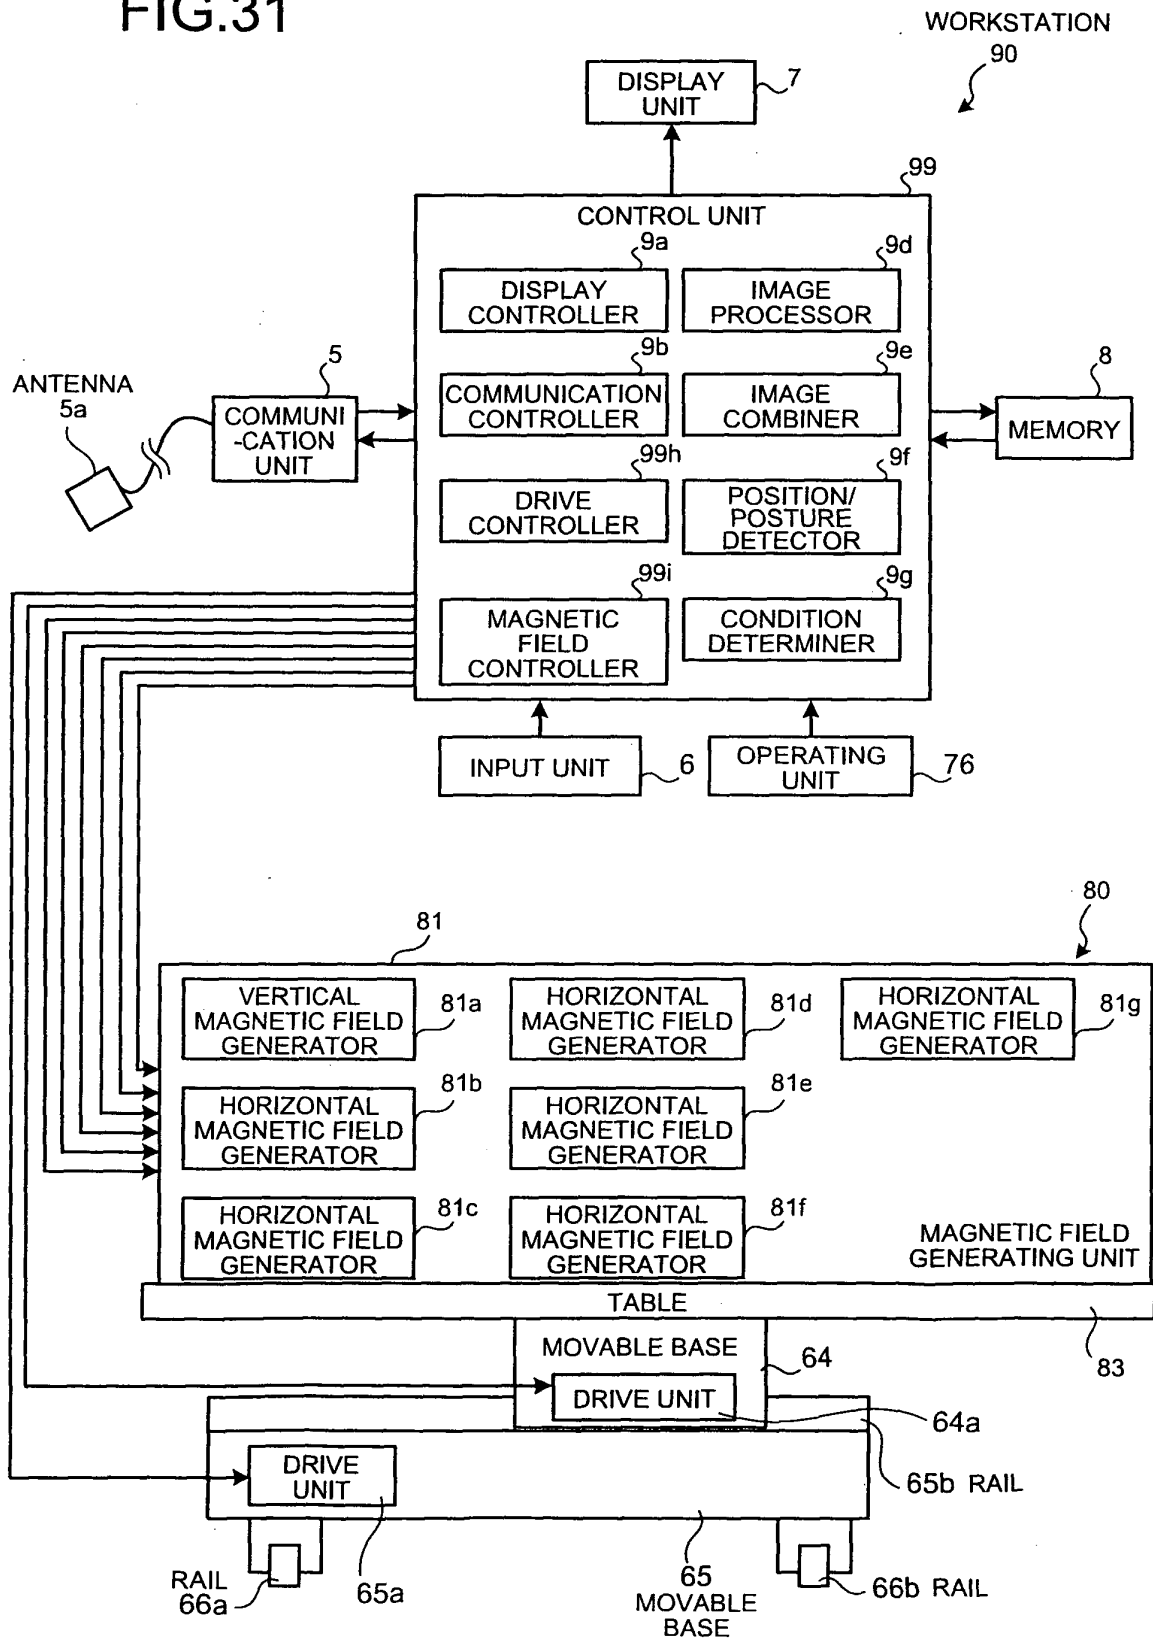 FIG.31
WORKSTATION
90
DISPLAY
UNIT
7
99
CONTROL UNIT
9a
DISPLAY
CONTROLLER
9d
IMAGE
PROCESSOR
9b
COMMUNICATION
CONTROLLER
9e
IMAGE
COMBINER
99h
DRIVE
CONTROLLER
9f
POSITION/
POSTURE
DETECTOR
99i
MAGNETIC
FIELD
CONTROLLER
9g
CONDITION
DETERMINER
ANTENNA
5a
5
COMMUNI
-CATION
UNIT
8
MEMORY
INPUT UNIT
6
OPERATING
UNIT
76
80
81
VERTICAL
MAGNETIC FIELD
GENERATOR
81a
HORIZONTAL
MAGNETIC FIELD
GENERATOR
81d
HORIZONTAL
MAGNETIC FIELD
GENERATOR
81g
HORIZONTAL
MAGNETIC FIELD
GENERATOR
81b
HORIZONTAL
MAGNETIC FIELD
GENERATOR
81e
HORIZONTAL
MAGNETIC FIELD
GENERATOR
81c
HORIZONTAL
MAGNETIC FIELD
GENERATOR
81f
MAGNETIC FIELD
GENERATING UNIT
TABLE
83
MOVABLE BASE
64
DRIVE UNIT
64a
DRIVE
UNIT
65b RAIL
RAIL
66a
65a
65
MOVABLE
BASE
66b RAIL